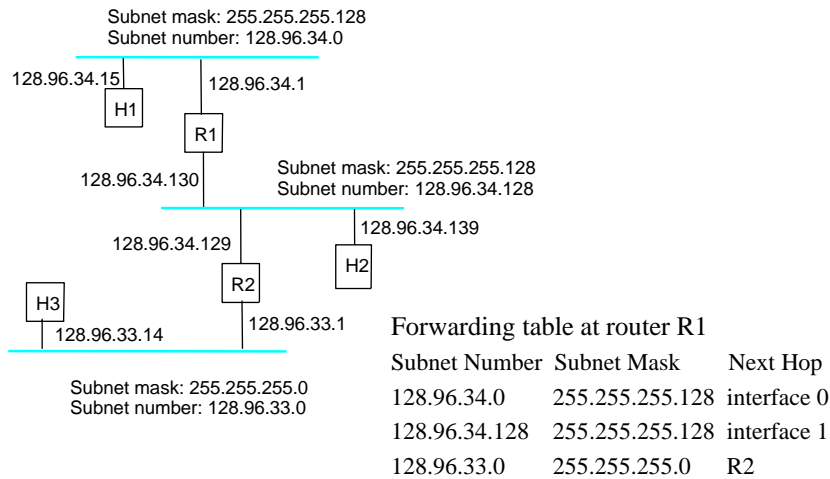 Subnet mask: 255.255.255.128
Subnet number: 128.96.34.0
128.96.34.15
128.96.34.1
H1
R1
Subnet mask: 255.255.255.128
Subnet number: 128.96.34.128
128.96.34.130
128.96.34.139
128.96.34.129
H2
R2
H3
128.96.33.14
128.96.33.1
Subnet mask: 255.255.255.0
Subnet number: 128.96.33.0
Forwarding table at router R1
Subnet Number Subnet Mask Next Hop
128.96.34.0 255.255.255.128 interface 0
128.96.34.128 255.255.255.128 interface 1
128.96.33.0 255.255.255.0 R2